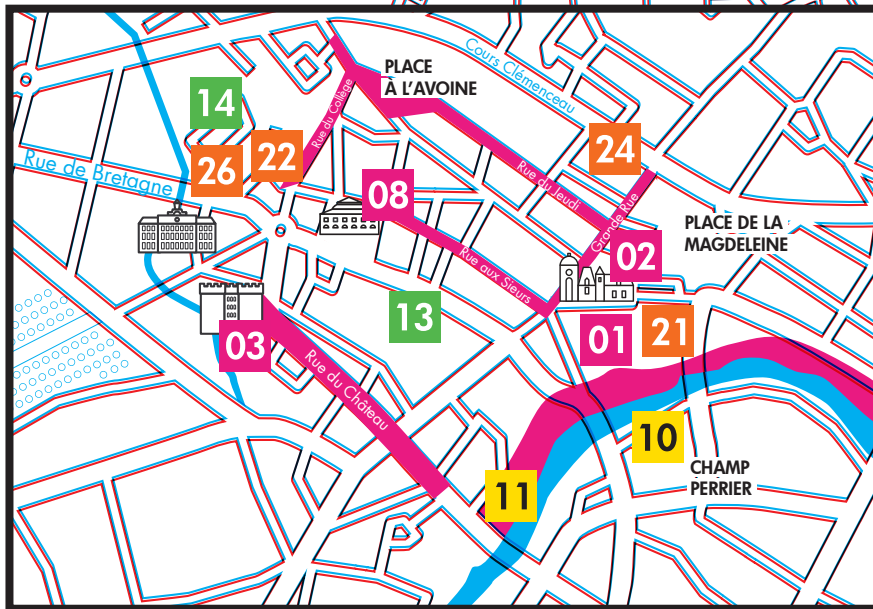 Cours Clémenceau
PLACE
À L'AVOINE
14
Rue du Collège
24
22
26
Rue de Bretagne
08
Rue du Jeudi
Grande Rue
PLACE DE LA
MAGDELEINE
02
Rue aux Sieurs
13
01
21
03
Rue du Château
10
11
CHAMP
PERRIER